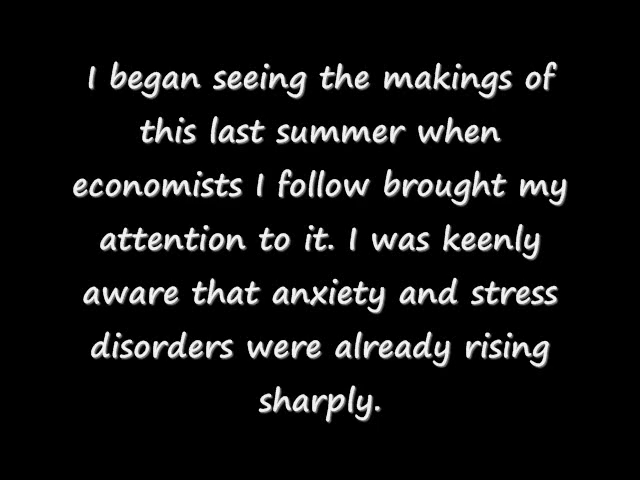 I began seeing the makings of
this last summer when
economists I follow brought my
attention to it. I was keenly
aware that anxiety and stress
disorders were already rising
sharply.